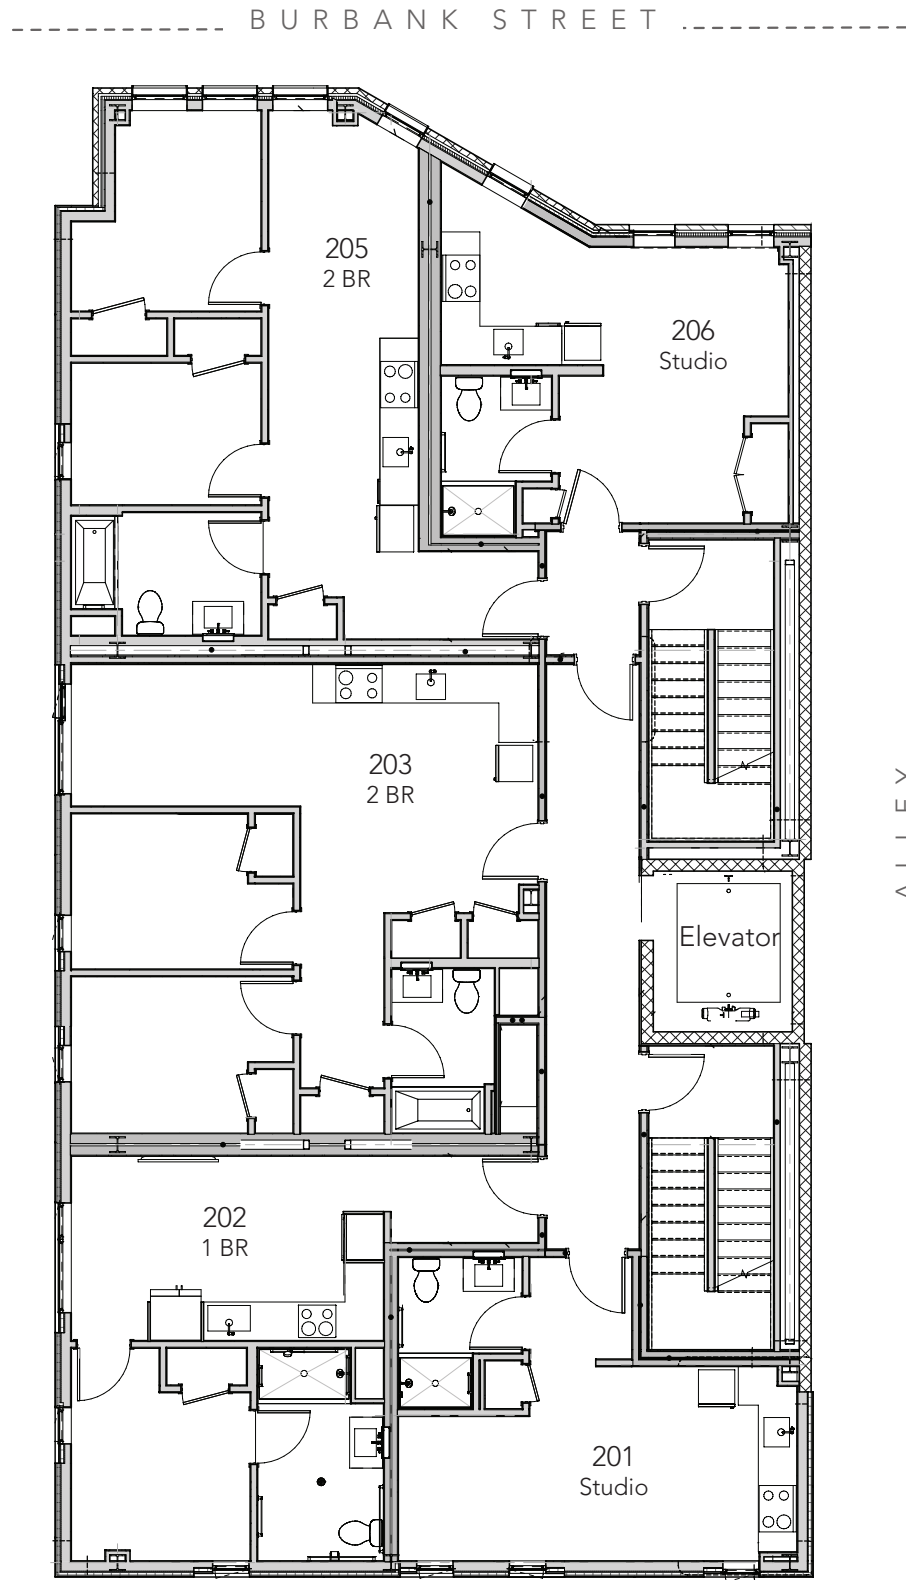 BURBANK STREET
205
2 BR
206
Studio
203
2 BR
ALLEY
Elevator
202
1 BR
201
Studio